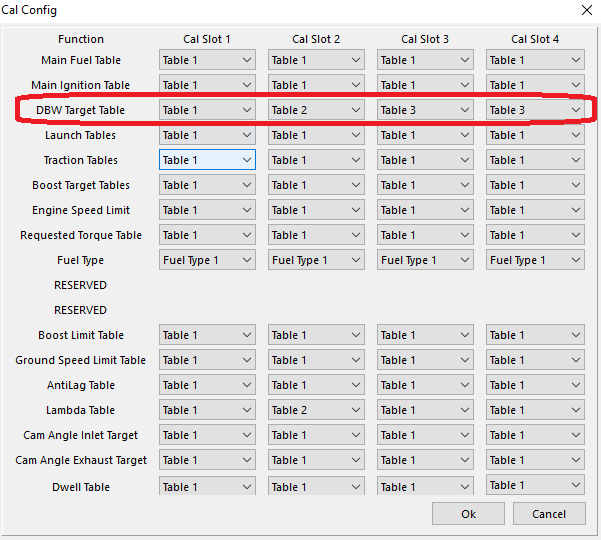 Cal Config
Function Cal Slot 1 Cal Slot 2 Cal Slot 3 Cal Slot 4
Main Fuel Table Table 1 Table 1 Table 1 Table 1
Main Ignition Table Table 1 Table 1 Table 1 Table 1
DBW Target Table Table 1 Table 2 Table 3 Table 3
Launch Tables Table 1 Table 1 Table 1 Table 1
Traction Tables Table 1 Table 1 Table 1 Table 1
Boost Target Tables Table 1 Table 1 Table 1 Table 1
Engine Speed Limit Table 1 Table 1 Table 1 Table 1
Requested Torque Table Table 1 Table 1 Table 1 Table 1
Fuel Type Fuel Type 1 Fuel Type 1 Fuel Type 1 Fuel Type 1
RESERVED
RESERVED
Boost Limit Table Table 1 Table 1 Table 1 Table 1
Ground Speed Limit Table Table 1 Table 1 Table 1 Table 1
AntiLag Table Table 1 Table 1 Table 1 Table 1
Lambda Table Table 1 Table 2 Table 1 Table 1
Cam Angle Inlet Target Table 1 Table 1 Table 1 Table 1
Cam Angle Exhaust Target Table 1 Table 1 Table 1 Table 1
Dwell Table Table 1 Table 1 Table 1 Table 1
Ok Cancel